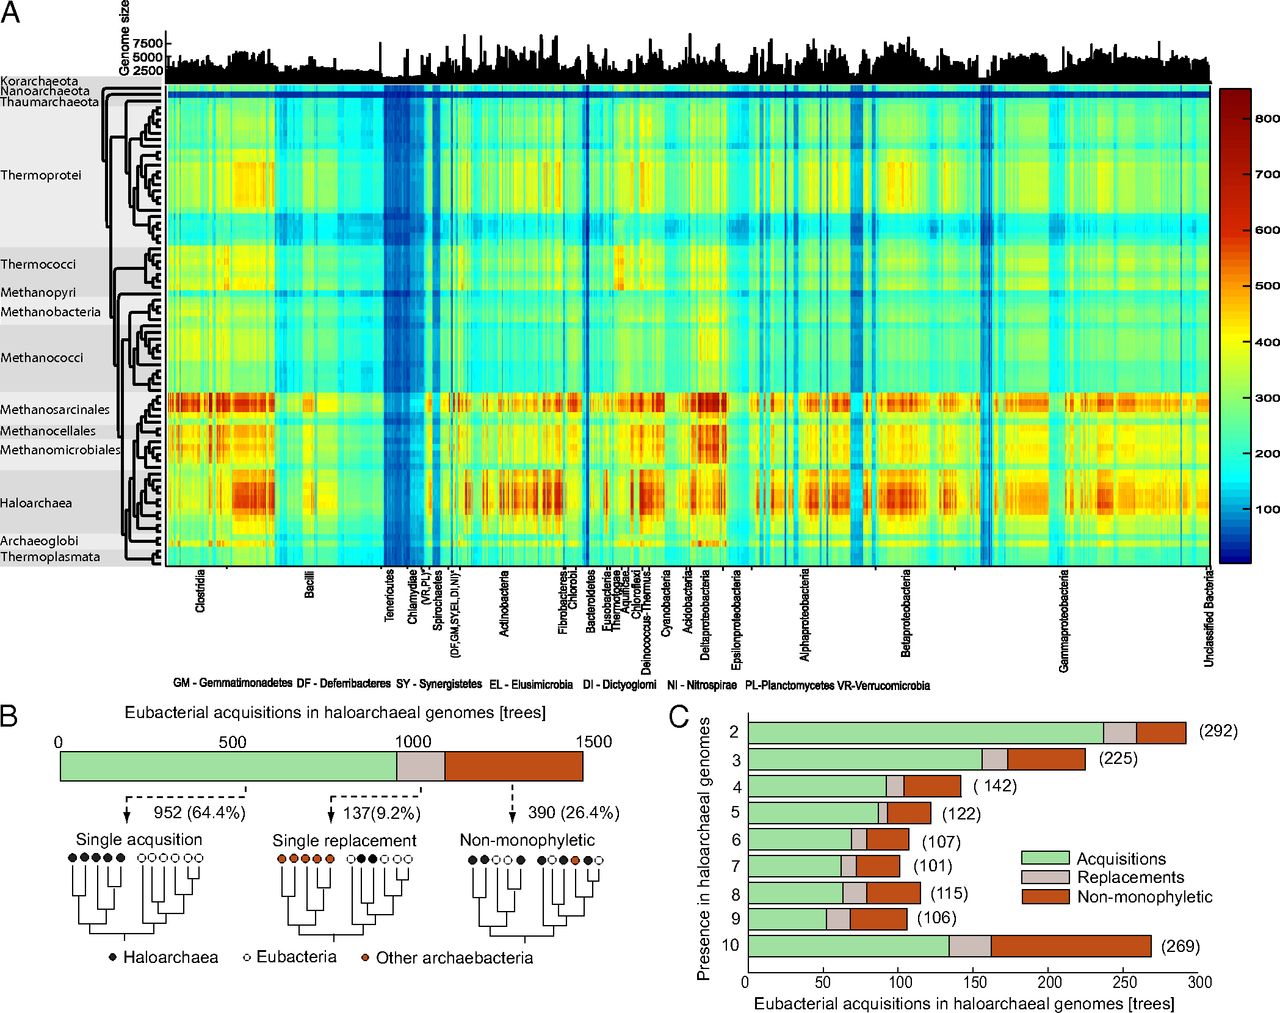 A
Genome size
7500
5000
2500
Korarchaeota
Nanoarchaeota
Thaumarchaeota
Thermoprotei
Thermococci
Methanopyri
Methanobacteria
Methanococci
Methanosarcinales
Methanocellales
Methanomicrobiales
Haloarchaea
Archaeoglobi
Thermoplasmata
800
700
600
500
400
300
200
100
Clostridia
Bacilli
Tenericutes
Chlamydiae
(VR,PL)*
Spirochaetes
(DF,GM,SY,EL,DI,NI)*
Actinobacteria
Fibrobacteres
Chlorobi
Bacteroidetes
Fusobacteria
Thermotogae
Aquificae
Chloroflexi
Deinococcus-Thermus
Cyanobacteria
Acidobacteria
Deltaproteobacteria
Epsilonproteobacteria
Alphaproteobacteria
Betaproteobacteria
Gammaproteobacteria
Unclassified Bacteria
GM - Gemmatimonadetes DF - Deferribacteres SY - Synergistetes EL - Elusimicrobia DI - Dictyoglomi NI - Nitrospirae PL-Planctomycetes VR-Verrucomicrobia
B
Eubacterial acquisitions in haloarchaeal genomes [trees]
0 500 1000 1500
952 (64.4%) 137(9.2%) 390 (26.4%)
Single acqusition Single replacement Non-monophyletic
Haloarchaea Eubacteria Other archaebacteria
C
Presence in haloarchaeal genomes
2 (292)
3 (225)
4 ( 142)
5 (122)
6 (107)
7 (101)
8 (115)
9 (106)
10 (269)
Acquisitions
Replacements
Non-monophyletic
0 50 100 150 200 250 300
Eubacterial acquisitions in haloarchaeal genomes [trees]